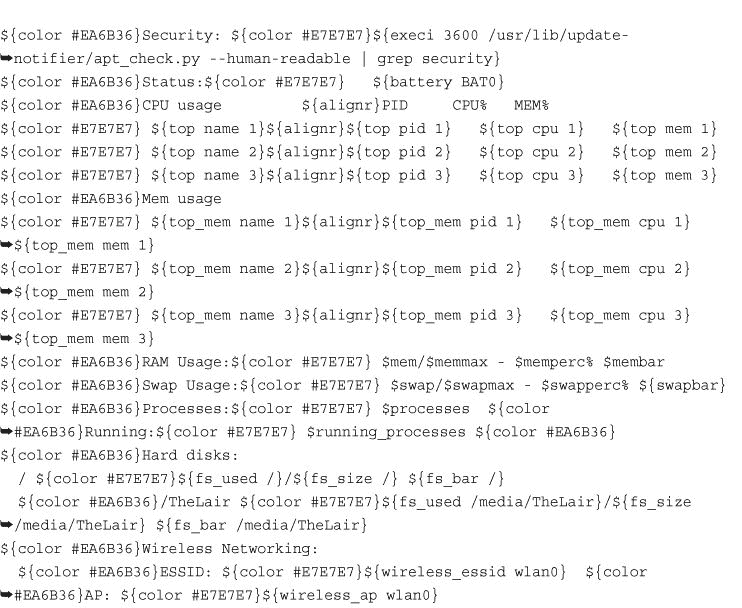 ${color #EA6B36}Security: ${color #E7E7E7}${execi 3600 /usr/lib/update-
➥notifier/apt_check.py --human-readable | grep security}
${color #EA6B36}Status:${color #E7E7E7}   ${battery BAT0}
${color #EA6B36}CPU usage         ${alignr}PID     CPU%   MEM%
${color #E7E7E7} ${top name 1}${alignr}${top pid 1}   ${top cpu 1}   ${top mem 1}
${color #E7E7E7} ${top name 2}${alignr}${top pid 2}   ${top cpu 2}   ${top mem 2}
${color #E7E7E7} ${top name 3}${alignr}${top pid 3}   ${top cpu 3}   ${top mem 3}
${color #EA6B36}Mem usage
${color #E7E7E7} ${top_mem name 1}${alignr}${top_mem pid 1}   ${top_mem cpu 1}
➥${top_mem mem 1}
${color #E7E7E7} ${top_mem name 2}${alignr}${top_mem pid 2}   ${top_mem cpu 2}
➥${top_mem mem 2}
${color #E7E7E7} ${top_mem name 3}${alignr}${top_mem pid 3}   ${top_mem cpu 3}
➥${top_mem mem 3}
${color #EA6B36}RAM Usage:${color #E7E7E7} $mem/$memmax - $memperc% $membar
${color #EA6B36}Swap Usage:${color #E7E7E7} $swap/$swapmax - $swapperc% ${swapbar}
${color #EA6B36}Processes:${color #E7E7E7} $processes  ${color
➥#EA6B36}Running:${color #E7E7E7} $running_processes ${color #EA6B36}
${color #EA6B36}Hard disks:
  / ${color #E7E7E7}${fs_used /}/${fs_size /} ${fs_bar /}
  ${color #EA6B36}/TheLair ${color #E7E7E7}${fs_used /media/TheLair}/${fs_size
➥/media/TheLair} ${fs_bar /media/TheLair}
${color #EA6B36}Wireless Networking:
  ${color #EA6B36}ESSID: ${color #E7E7E7}${wireless_essid wlan0}  ${color
➥#EA6B36}AP: ${color #E7E7E7}${wireless_ap wlan0}